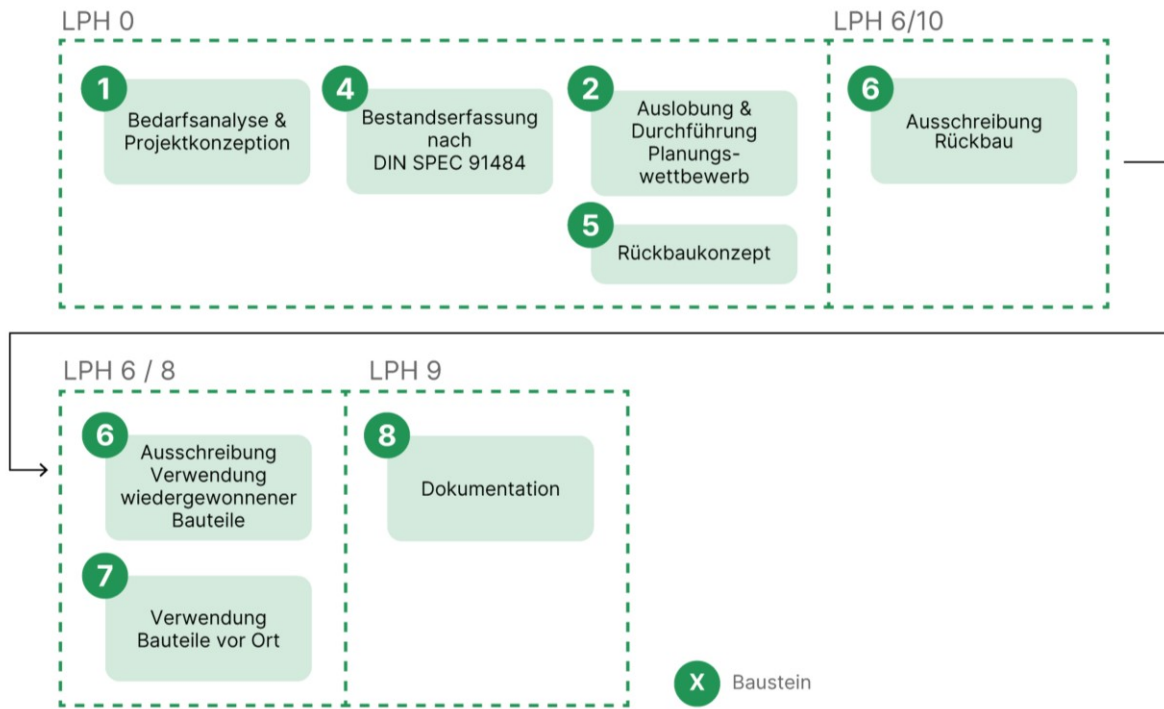 LPH 0
LPH 6/10
1
Bedarfsanalyse &
Projektkonzeption
4
Bestandserfassung
nach
DIN SPEC 91484
2
Auslobung &
Durchführung
Planungs-
wettbewerb
5
Rückbaukonzept
6
Ausschreibung
Rückbau
LPH 6 / 8
LPH 9
6
Ausschreibung
Verwendung
wiedergewonnener
Bauteile
7
Verwendung
Bauteile vor Ort
8
Dokumentation
X
Baustein